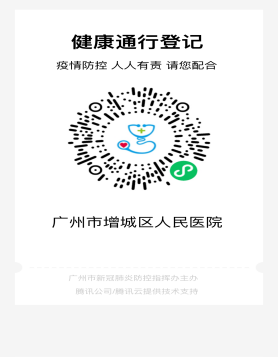 健康通行登记
疫情防控 人人有责 请您配合
广州市增城区人民医院
广州市新冠肺炎防控指挥办主办
腾讯公司/腾讯云提供技术支持